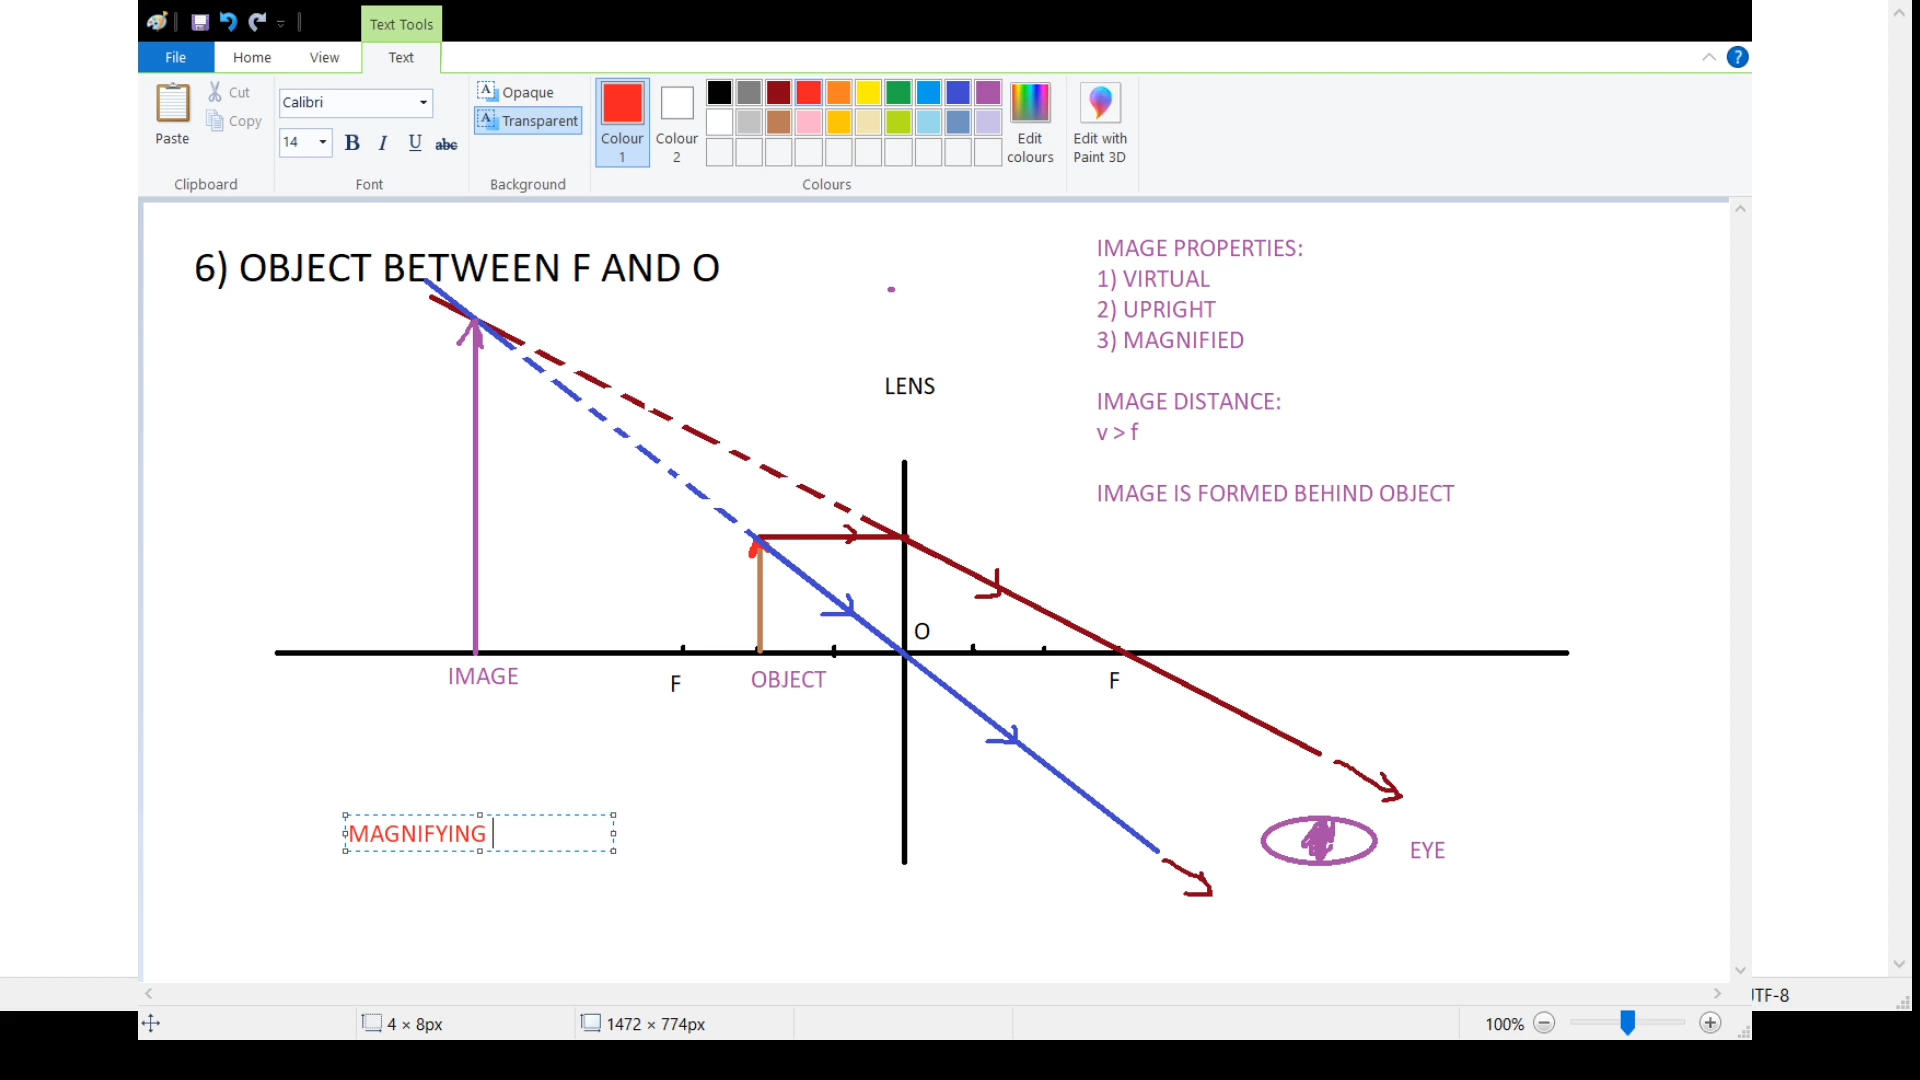 Text Tools
File
Home
View
Text
?
Paste
Cut
Copy
Clipboard
Calibri
14
B I U abc
Font
A Opaque
A Transparent
Background
Colour 1
Colour 2
Edit colours
Edit with Paint 3D
Colours
6) OBJECT BETWEEN F AND O
IMAGE PROPERTIES:
1) VIRTUAL
2) UPRIGHT
3) MAGNIFIED
IMAGE DISTANCE:
v > f
IMAGE IS FORMED BEHIND OBJECT
LENS
O
IMAGE
F
OBJECT
F
MAGNIFYING
EYE
4 × 8px
1472 × 774px
100%
TF-8